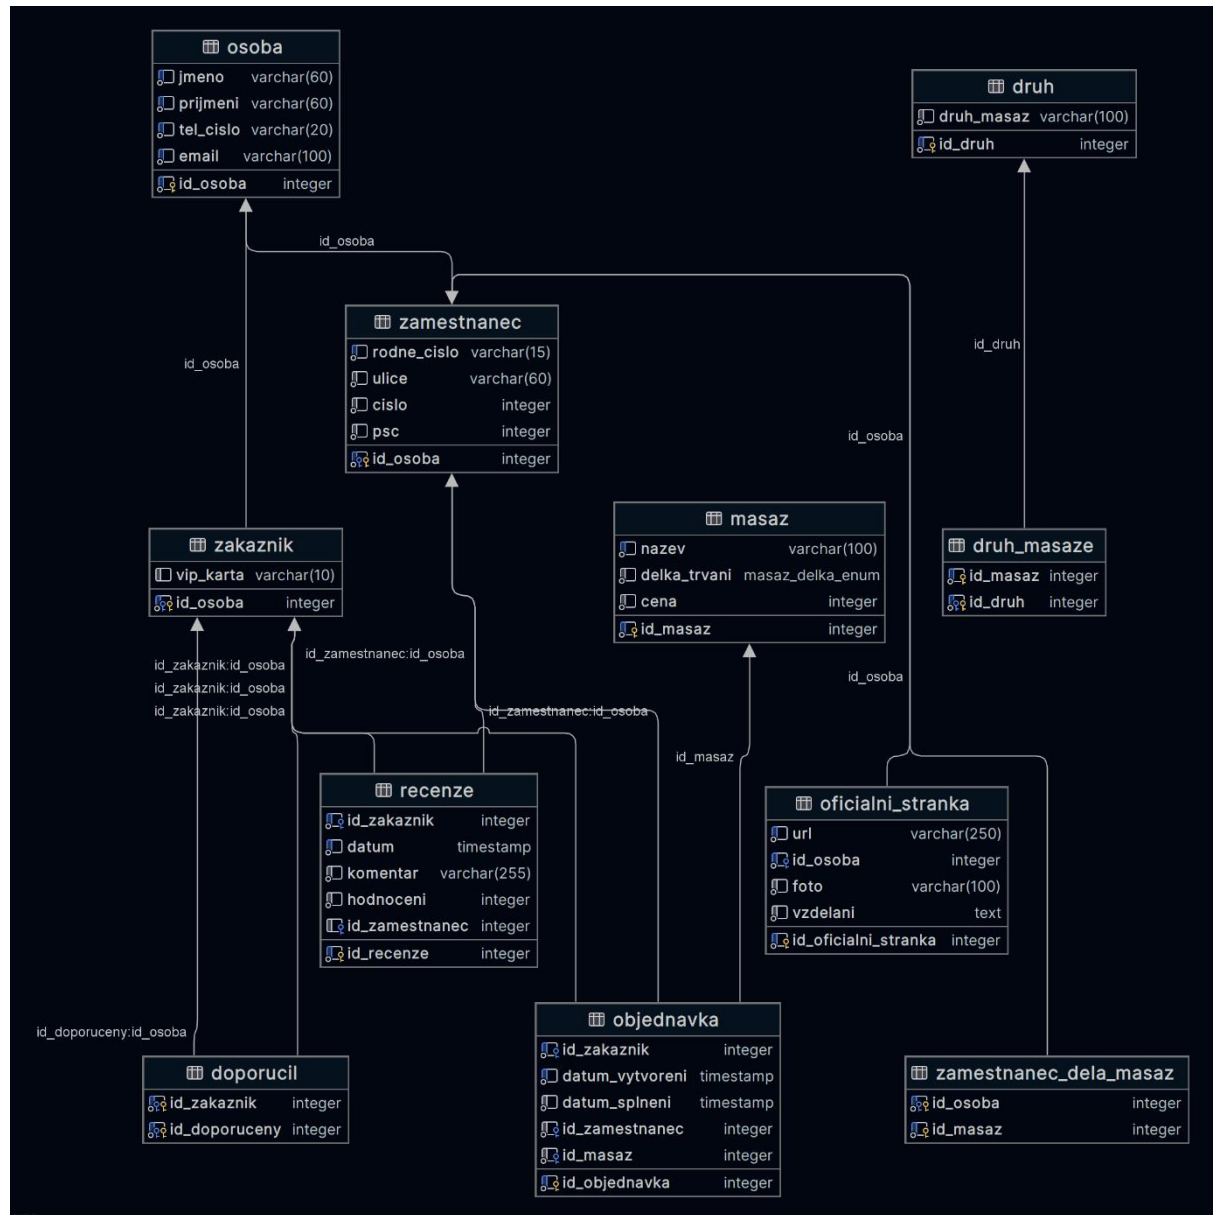 osoba
jmeno varchar(60)
prijmeni varchar(60)
tel_cislo varchar(20)
email varchar(100)
id_osoba integer
druh
druh_masaz varchar(100)
id_druh integer
id_osoba
id_osoba
id_druh
id_osoba
zamestnanec
rodne_cislo varchar(15)
ulice varchar(60)
cislo integer
psc integer
id_osoba integer
zakaznik
vip_karta varchar(10)
id_osoba integer
masaz
nazev varchar(100)
delka_trvani masaz_delka_enum
cena integer
id_masaz integer
druh_masaze
id_masaz integer
id_druh integer
id_zakaznik:id_osoba
id_zakaznik:id_osoba
id_zakaznik:id_osoba
id_zamestnanec:id_osoba
id_zamestnanec:id_osoba
id_masaz
id_osoba
recenze
id_zakaznik integer
datum timestamp
komentar varchar(255)
hodnoceni integer
id_zamestnanec integer
id_recenze integer
oficialni_stranka
url varchar(250)
id_osoba integer
foto varchar(100)
vzdelani text
id_oficialni_stranka integer
id_doporuceny:id_osoba
doporucil
id_zakaznik integer
id_doporuceny integer
objednavka
id_zakaznik integer
datum_vytvoreni timestamp
datum_splneni timestamp
id_zamestnanec integer
id_masaz integer
id_objednavka integer
zamestnanec_dela_masaz
id_osoba integer
id_masaz integer